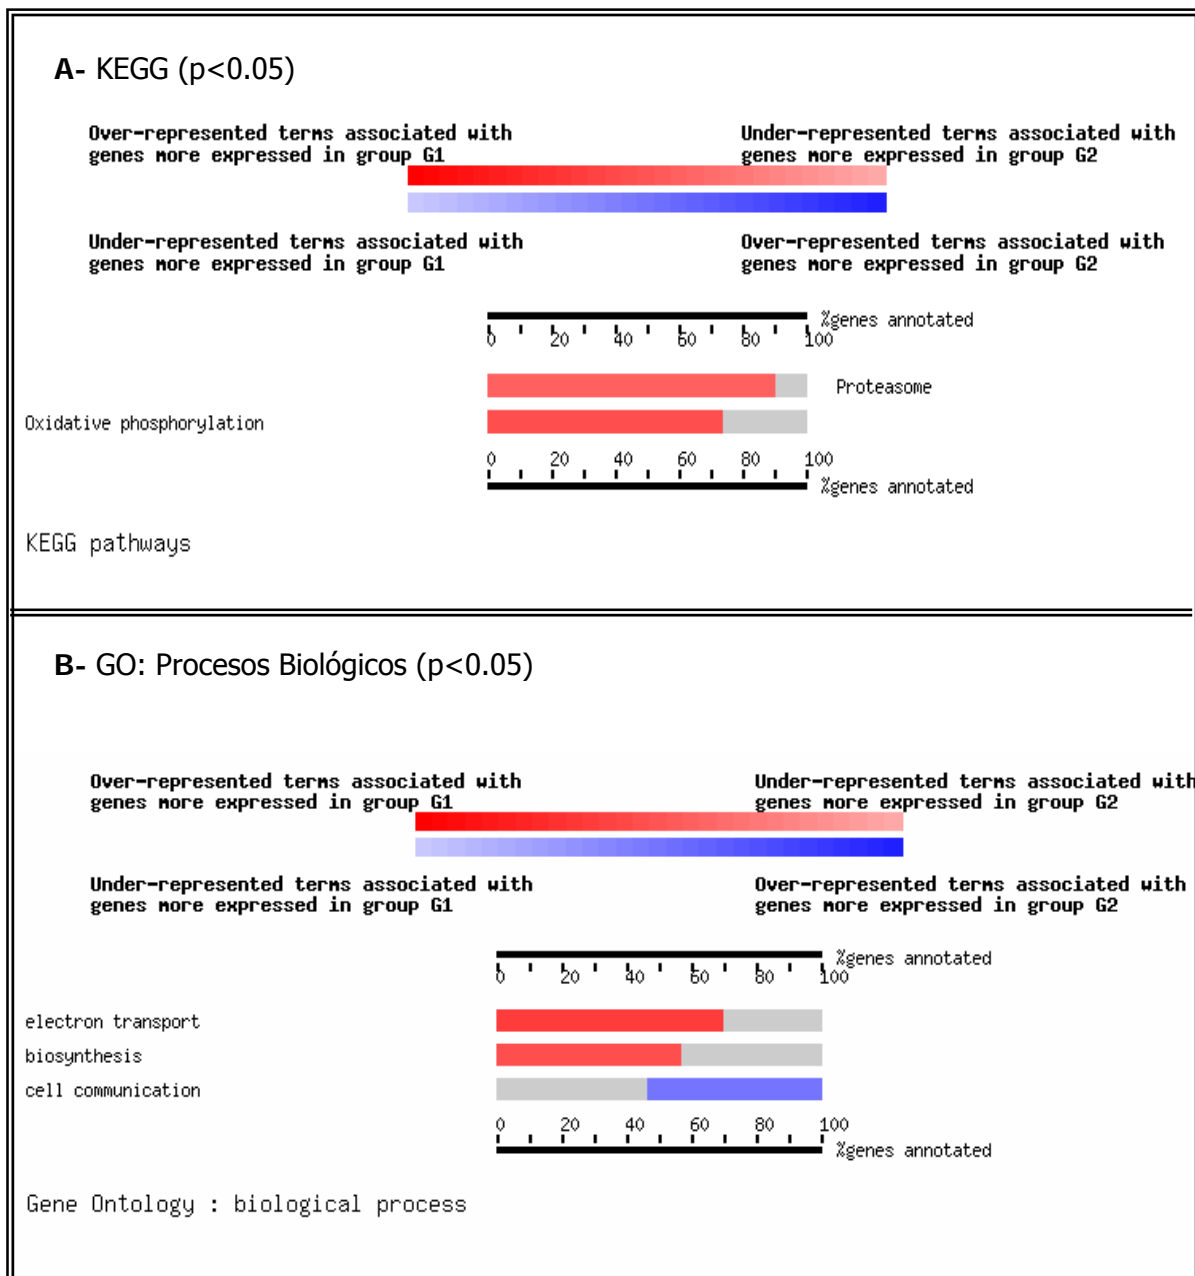 A- KEGG (p<0.05)
Over-represented terms associated with
genes more expressed in group G1
Under-represented terms associated with
genes more expressed in group G2
Under-represented terms associated with
genes more expressed in group G1
Over-represented terms associated with
genes more expressed in group G2
%genes annotated
0 20 40 60 80 100
Proteasome
Oxidative phosphorylation
0 20 40 60 80 100
%genes annotated
KEGG pathways
B- GO: Procesos Biológicos (p<0.05)
Over-represented terms associated with
genes more expressed in group G1
Under-represented terms associated with
genes more expressed in group G2
Under-represented terms associated with
genes more expressed in group G1
Over-represented terms associated with
genes more expressed in group G2
%genes annotated
0 20 40 60 80 100
electron transport
biosynthesis
cell communication
0 20 40 60 80 100
%genes annotated
Gene Ontology : biological process